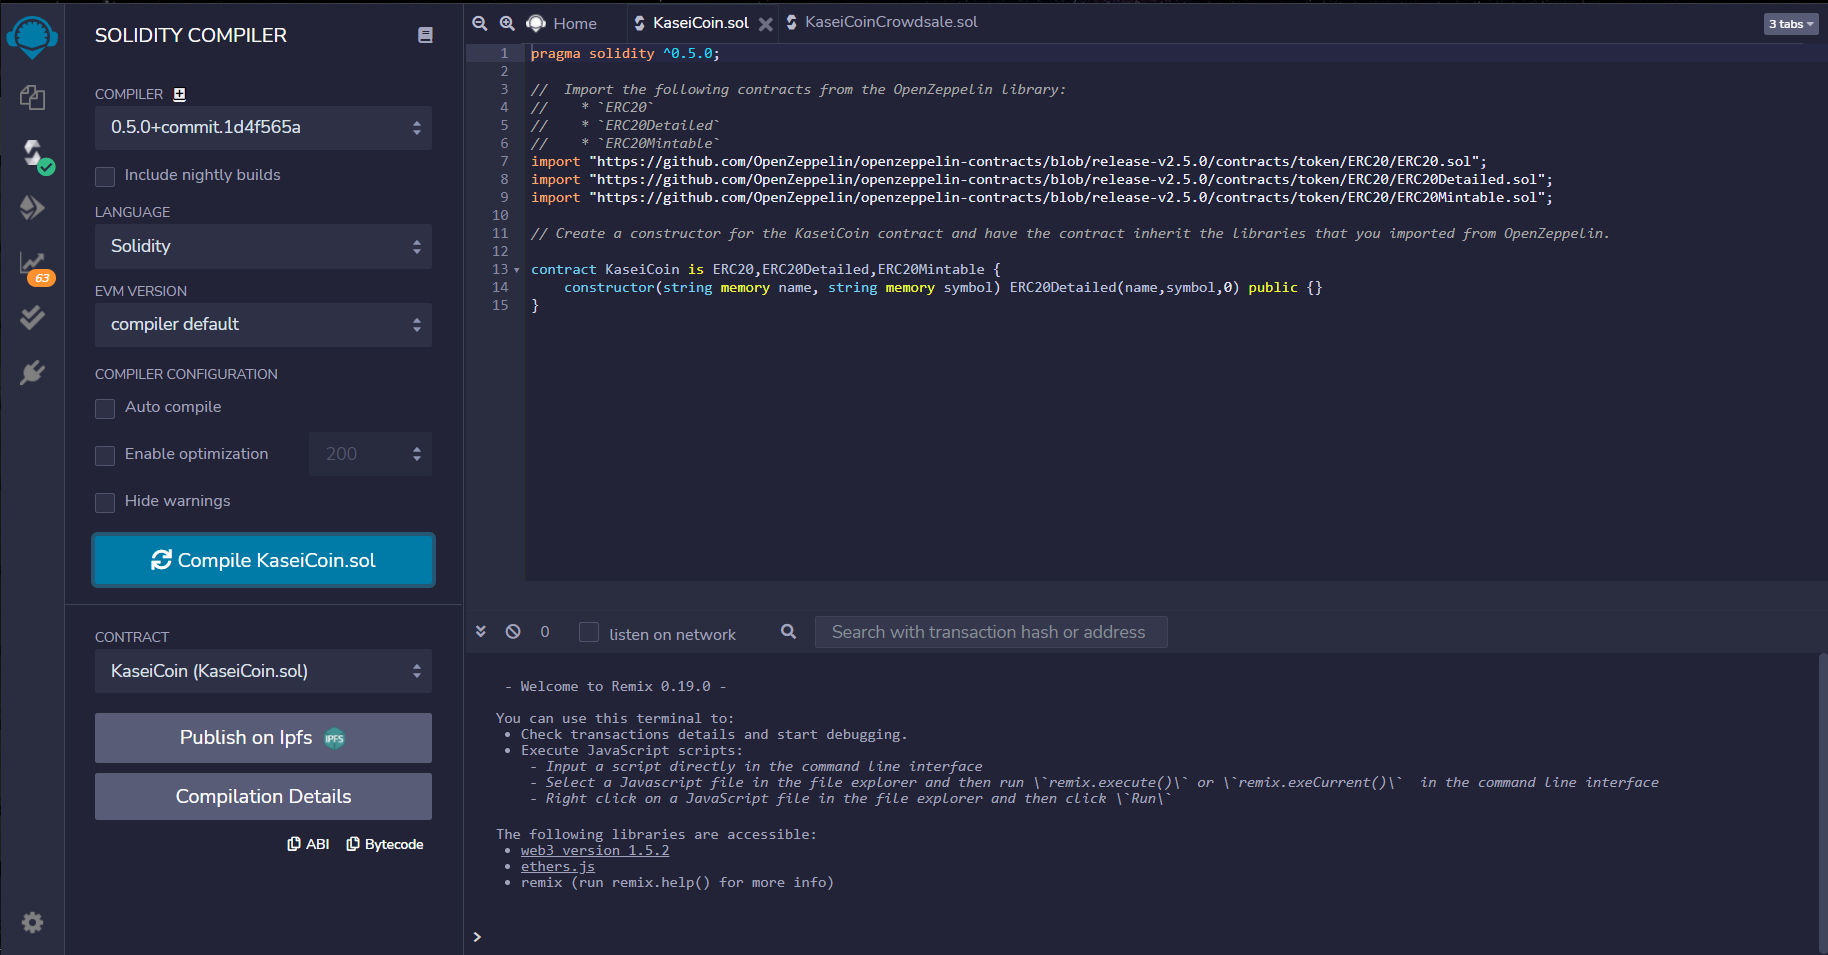 SOLIDITY COMPILER
COMPILER
0.5.0+commit.1d4f565a
Include nightly builds
LANGUAGE
Solidity
EVM VERSION
compiler default
COMPILER CONFIGURATION
Auto compile
Enable optimization
200
Hide warnings
Compile KaseiCoin.sol
CONTRACT
KaseiCoin (KaseiCoin.sol)
Publish on Ipfs
IPFS
Compilation Details
ABI
Bytecode
63
Home
KaseiCoin.sol
KaseiCoinCrowdsale.sol
3 tabs
1 pragma solidity ^0.5.0;
2
3 //  Import the following contracts from the OpenZeppelin library:
4 //    * `ERC20`
5 //    * `ERC20Detailed`
6 //    * `ERC20Mintable`
7 import "https://github.com/OpenZeppelin/openzeppelin-contracts/blob/release-v2.5.0/contracts/token/ERC20/ERC20.sol";
8 import "https://github.com/OpenZeppelin/openzeppelin-contracts/blob/release-v2.5.0/contracts/token/ERC20/ERC20Detailed.sol";
9 import "https://github.com/OpenZeppelin/openzeppelin-contracts/blob/release-v2.5.0/contracts/token/ERC20/ERC20Mintable.sol";
10
11 // Create a constructor for the KaseiCoin contract and have the contract inherit the libraries that you imported from OpenZeppelin.
12
13 contract KaseiCoin is ERC20,ERC20Detailed,ERC20Mintable {
14     constructor(string memory name, string memory symbol) ERC20Detailed(name,symbol,0) public {}
15 }
0
listen on network
Search with transaction hash or address
- Welcome to Remix 0.19.0 -
You can use this terminal to:
• Check transactions details and start debugging.
• Execute JavaScript scripts:
- Input a script directly in the command line interface
- Select a Javascript file in the file explorer and then run \`remix.execute()\` or \`remix.exeCurrent()\`  in the command line interface
- Right click on a JavaScript file in the file explorer and then click \`Run\`
The following libraries are accessible:
• web3 version 1.5.2
• ethers.js
• remix (run remix.help() for more info)
>